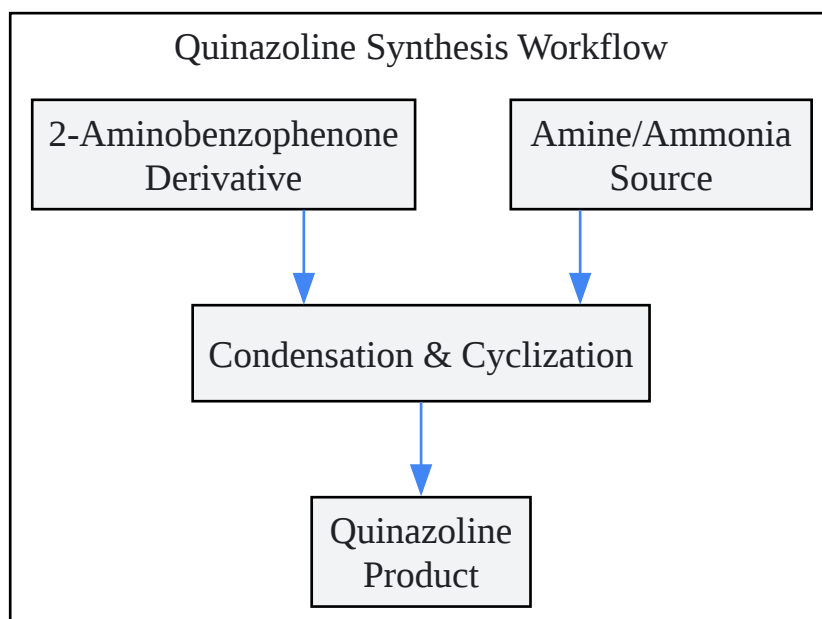 Quinazoline Synthesis Workflow
2-Aminobenzophenone
Derivative
Amine/Ammonia
Source
Condensation & Cyclization
Quinazoline
Product